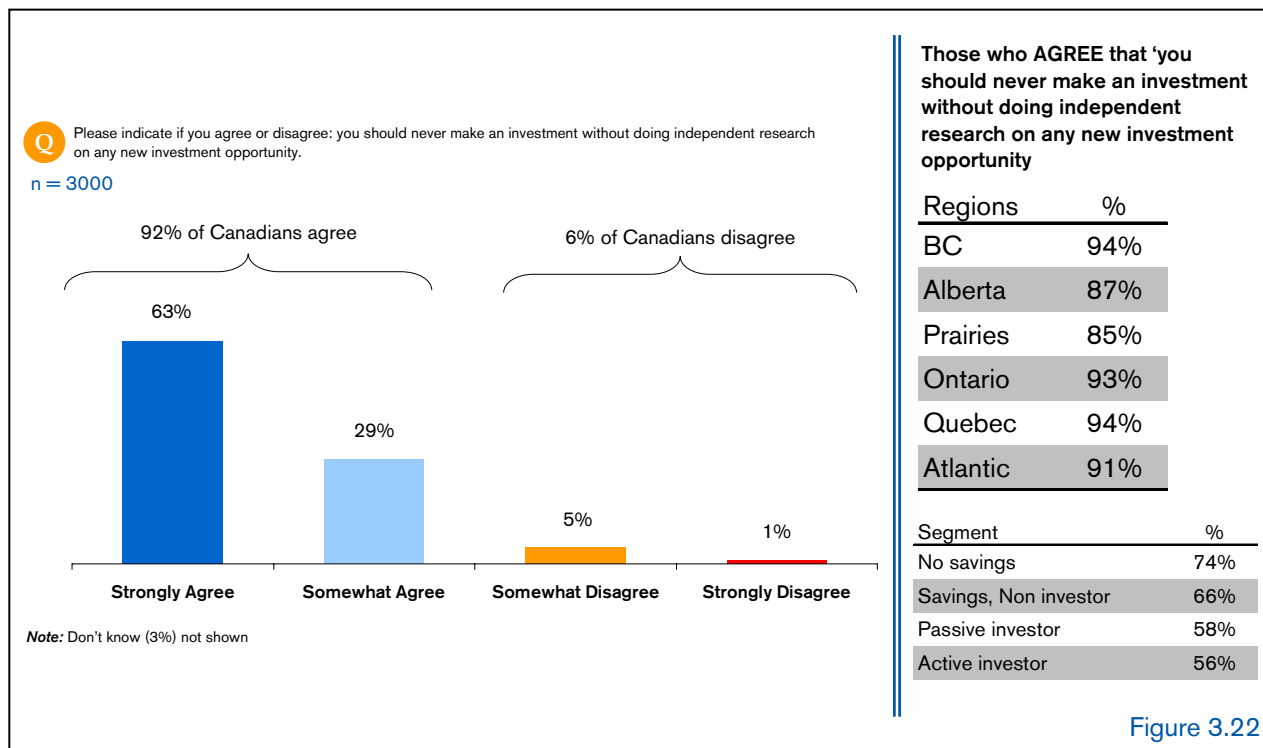 Q
Please indicate if you agree or disagree: you should never make an investment without doing independent research
on any new investment opportunity.
n = 3000
92% of Canadians agree
6% of Canadians disagree
63%
29%
5%
1%
Strongly Agree
Somewhat Agree
Somewhat Disagree
Strongly Disagree
Note: Don't know (3%) not shown
Those who AGREE that ‘you
should never make an investment
without doing independent
research on any new investment
opportunity
Regions %
BC 94%
Alberta 87%
Prairies 85%
Ontario 93%
Quebec 94%
Atlantic 91%
Segment %
No savings 74%
Savings, Non investor 66%
Passive investor 58%
Active investor 56%
Figure 3.22